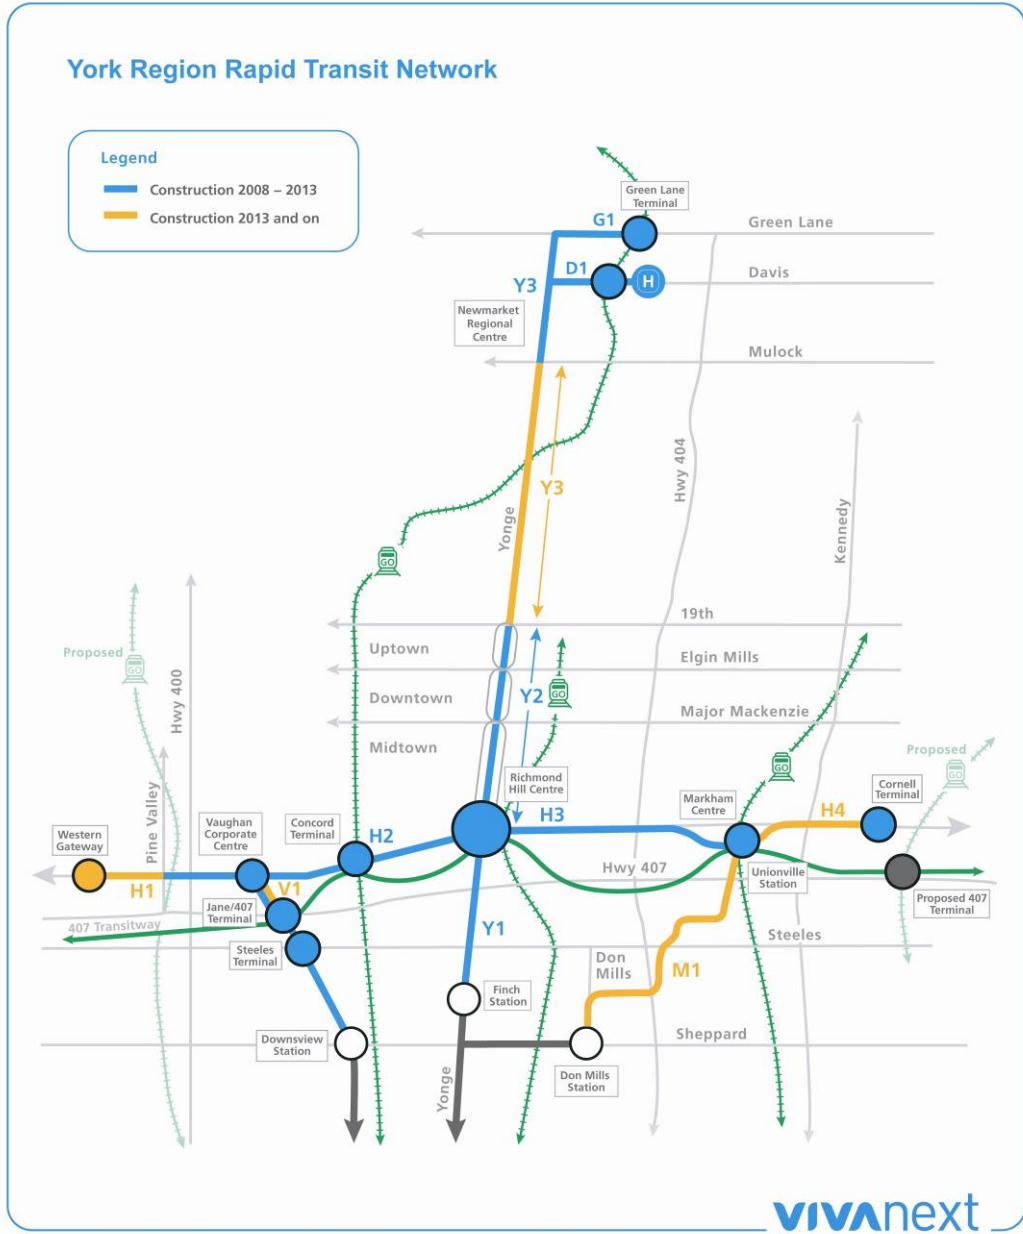 York Region Rapid Transit Network
Legend
Construction 2008 – 2013
Construction 2013 and on
Green Lane
Terminal
G1
Green Lane
D1
H
Davis
Y3
Newmarket
Regional
Centre
Mulock
Hwy 404
Y3
Yonge
Kennedy
GO
19th
Proposed
GO
Uptown
Elgin Mills
Hwy 400
Downtown
Y2
GO
Major Mackenzie
Midtown
Proposed
GO
GO
Richmond
Hill Centre
Pine Valley
Markham
Centre
Cornell
Terminal
Western
Gateway
Vaughan
Corporate
Centre
Concord
Terminal
H2
H3
H4
Hwy 407
Unionville
Station
H1
V1
Proposed 407
Terminal
Jane/407
Terminal
407 Transitway
Y1
Steeles
Steeles
Terminal
Don
Mills
M1
Finch
Station
Downsview
Station
Sheppard
Yonge
Don Mills
Station
vivanext